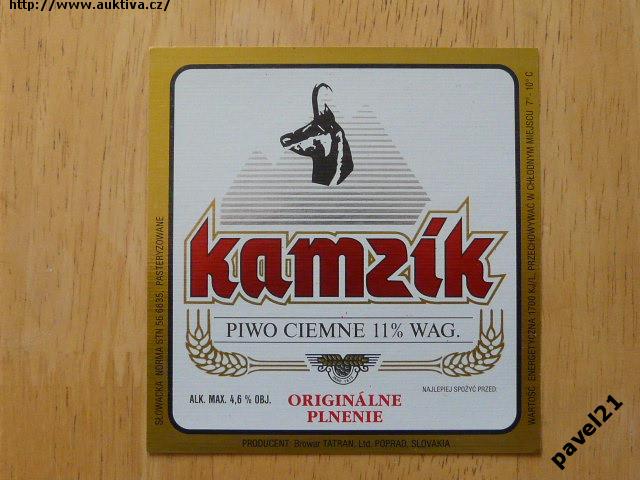 http://www.auktiva.cz/
kamzík
PIWO CIEMNE 11% WAG.
NAJLEPIEJ SPOŻYĆ PRZED:
ALK. MAX. 4,6 % OBJ.
ORIGINÁLNE
PLNENIE
PRODUCENT: Browar TATRAN, Ltd, POPRAD, SLOVAKIA
SŁOWACKA NORMA STN 56 6635, PASTERYZOWANE
WARTOŚĆ ENERGETYCZNA 1700 KJ/L, PRZECHOWYWAĆ W CHŁODNYM MIEJSCU 7° - 10° C
pavel21